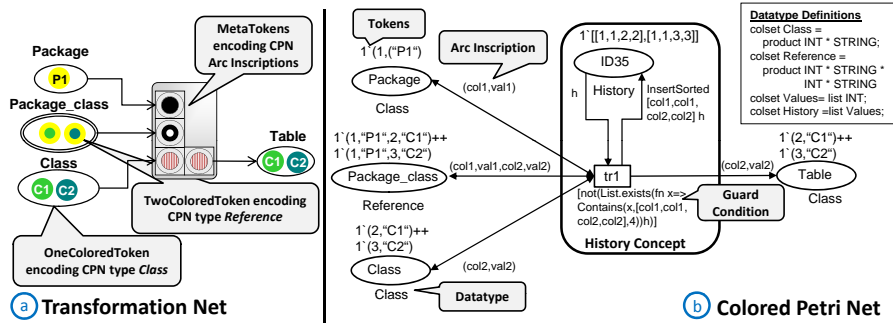 Package
P1
MetaTokens
encoding CPN
Arc Inscriptions
Package_class
Class
C1 C2
Table
C1 C2
TwoColoredToken encoding
CPN type Reference
OneColoredToken
encoding CPN type Class
a Transformation Net
Tokens
1`(1,("P1")
Package
Class
Arc Inscription
(col1,val1)
1`[[1,1,2,2],[1,1,3,3]]
ID35
History
h
InsertSorted
[col1,col1,
col2,col2] h
Datatype Definitions
colset Class =
product INT * STRING;
colset Reference =
product INT * STRING *
INT * STRING
colset Values= list INT;
colset History =list Values;
1`(1,"P1",2,"C1")++
1`(1,"P1",3,"C2")
Package_class
Reference
(col1,val1,col2,val2)
tr1
(col2,val2)
1`(2,"C1")++
1`(3,"C2")
Table
Class
[not(List.exists(fn x=>
Contains(x,[col1,col1,
col2,col2],4))h)]
Guard
Condition
History Concept
1`(2,"C1")++
1`(3,"C2")
Class
Class
(col2,val2)
Datatype
b Colored Petri Net